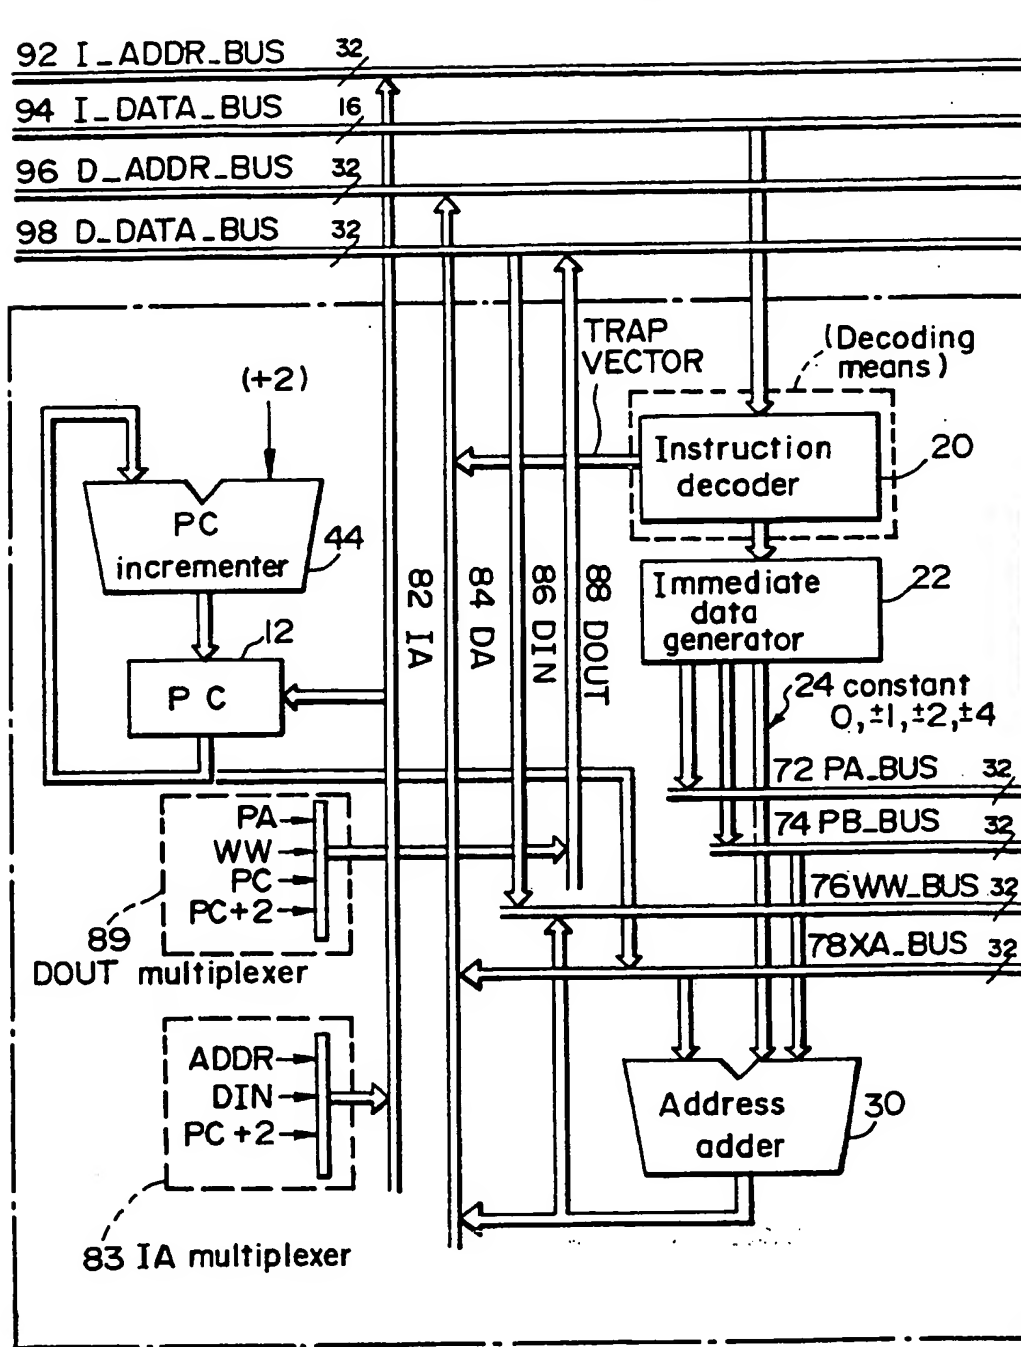 92 I_ADDR_BUS 32
94 I_DATA_BUS 16
96 D_ADDR_BUS 32
98 D_DATA_BUS 32
TRAP
VECTOR
(Decoding
means)
(+2)
Instruction
decoder
20
PC
incrementer
44
Immediate
data
generator
22
82 IA
84 DA
86 DIN
88 DOUT
12
PC
24 constant
0,±1,±2,±4
72 PA_BUS 32
74 PB_BUS 32
76 WW_BUS 32
78 XA_BUS 32
PA
WW
PC
PC+2
89
DOUT multiplexer
ADDR
DIN
PC+2
83 IA multiplexer
Address
adder
30